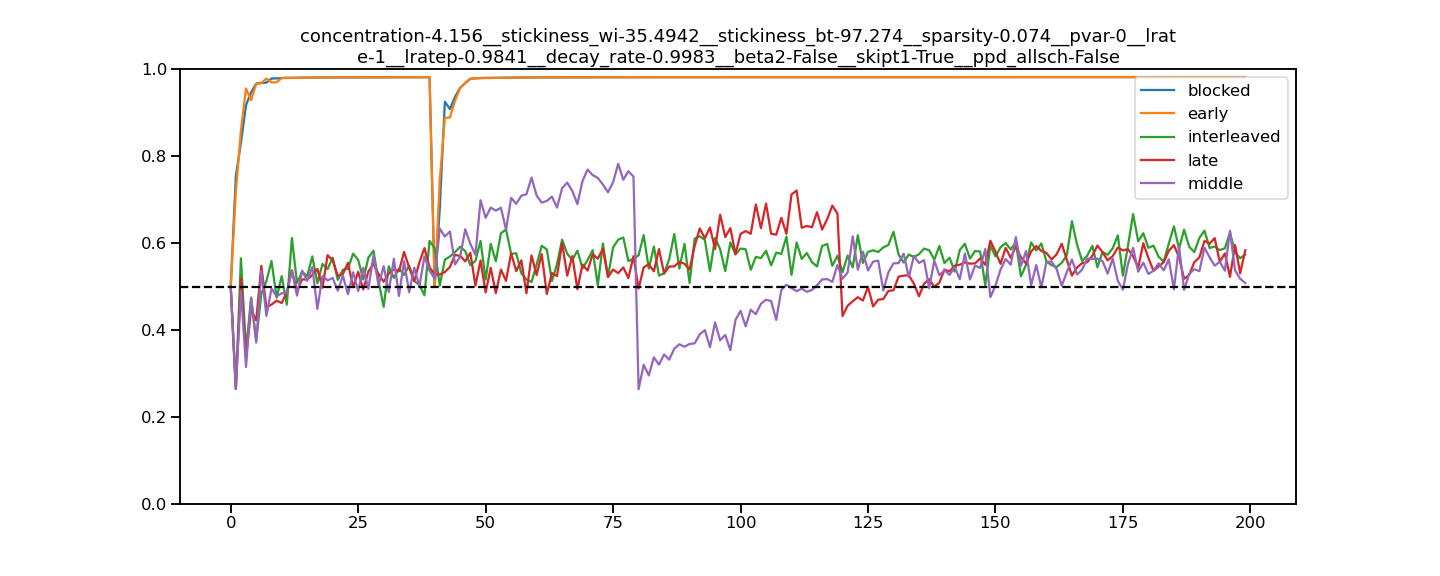 concentration-4.156__stickiness_wi-35.4942__stickiness_bt-97.274__sparsity-0.074__pvar-0__lrat
e-1__lratep-0.9841__decay_rate-0.9983__beta2-False__skipt1-True__ppd_allsch-False
1.0
0.8
0.6
0.4
0.2
0.0
blocked
early
interleaved
late
middle
0 25 50 75 100 125 150 175 200